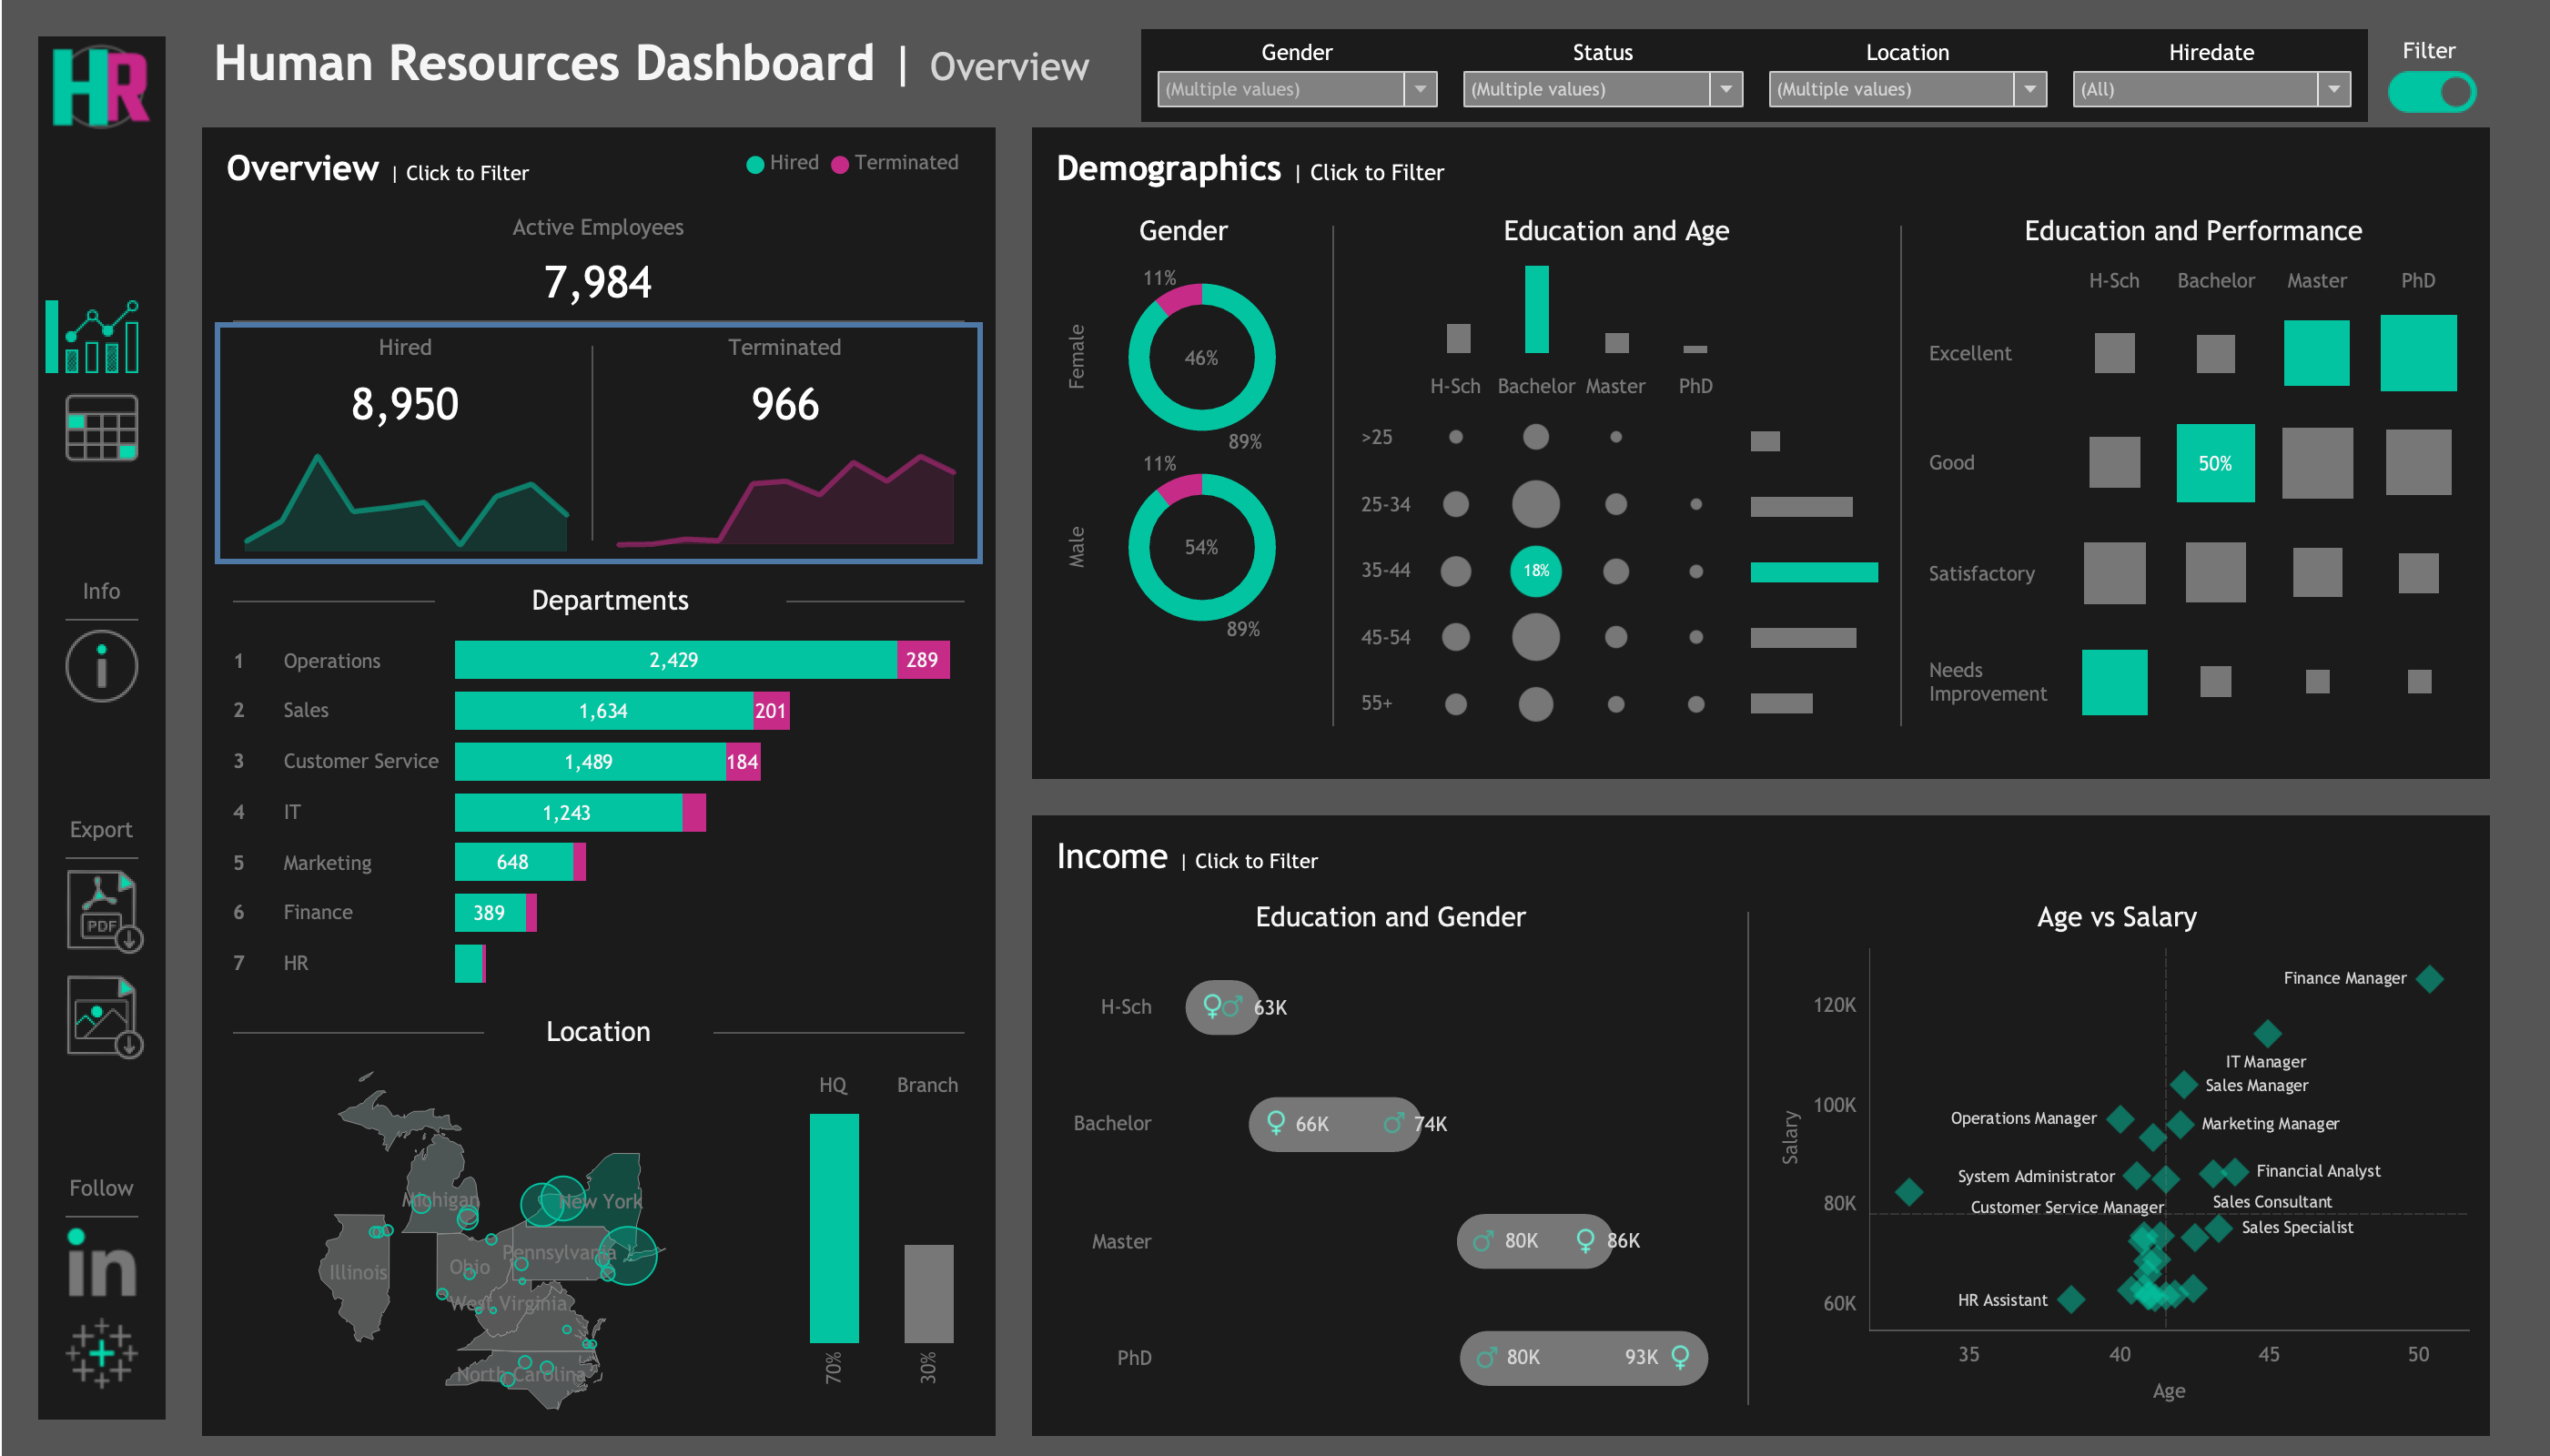 HR
Human Resources Dashboard | Overview
Gender
(Multiple values)
Status
(Multiple values)
Location
(Multiple values)
Hiredate
(All)
Filter
Overview | Click to Filter
Hired
Terminated
Active Employees
7,984
Hired
8,950
Terminated
966
Departments
1 Operations 2,429 289
2 Sales 1,634 201
3 Customer Service 1,489 184
4 IT 1,243
5 Marketing 648
6 Finance 389
7 HR
Location
Michigan
New York
Pennsylvania
Ohio
Illinois
West Virginia
North Carolina
HQ
Branch
70%
30%
Info
i
Export
PDF
Follow
in
Demographics | Click to Filter
Gender
Female
11%
46%
89%
Male
11%
54%
89%
Education and Age
H-Sch Bachelor Master PhD
>25
25-34
35-44 18%
45-54
55+
Education and Performance
H-Sch Bachelor Master PhD
Excellent
Good 50%
Satisfactory
Needs
Improvement
Income | Click to Filter
Education and Gender
H-Sch ♀♂ 63K
Bachelor ♀ 66K ♂ 74K
Master ♂ 80K ♀ 86K
PhD ♂ 80K 93K ♀
Age vs Salary
Salary
120K
100K
80K
60K
Finance Manager
IT Manager
Sales Manager
Operations Manager
Marketing Manager
System Administrator
Financial Analyst
Sales Consultant
Customer Service Manager
Sales Specialist
HR Assistant
35 40 45 50
Age